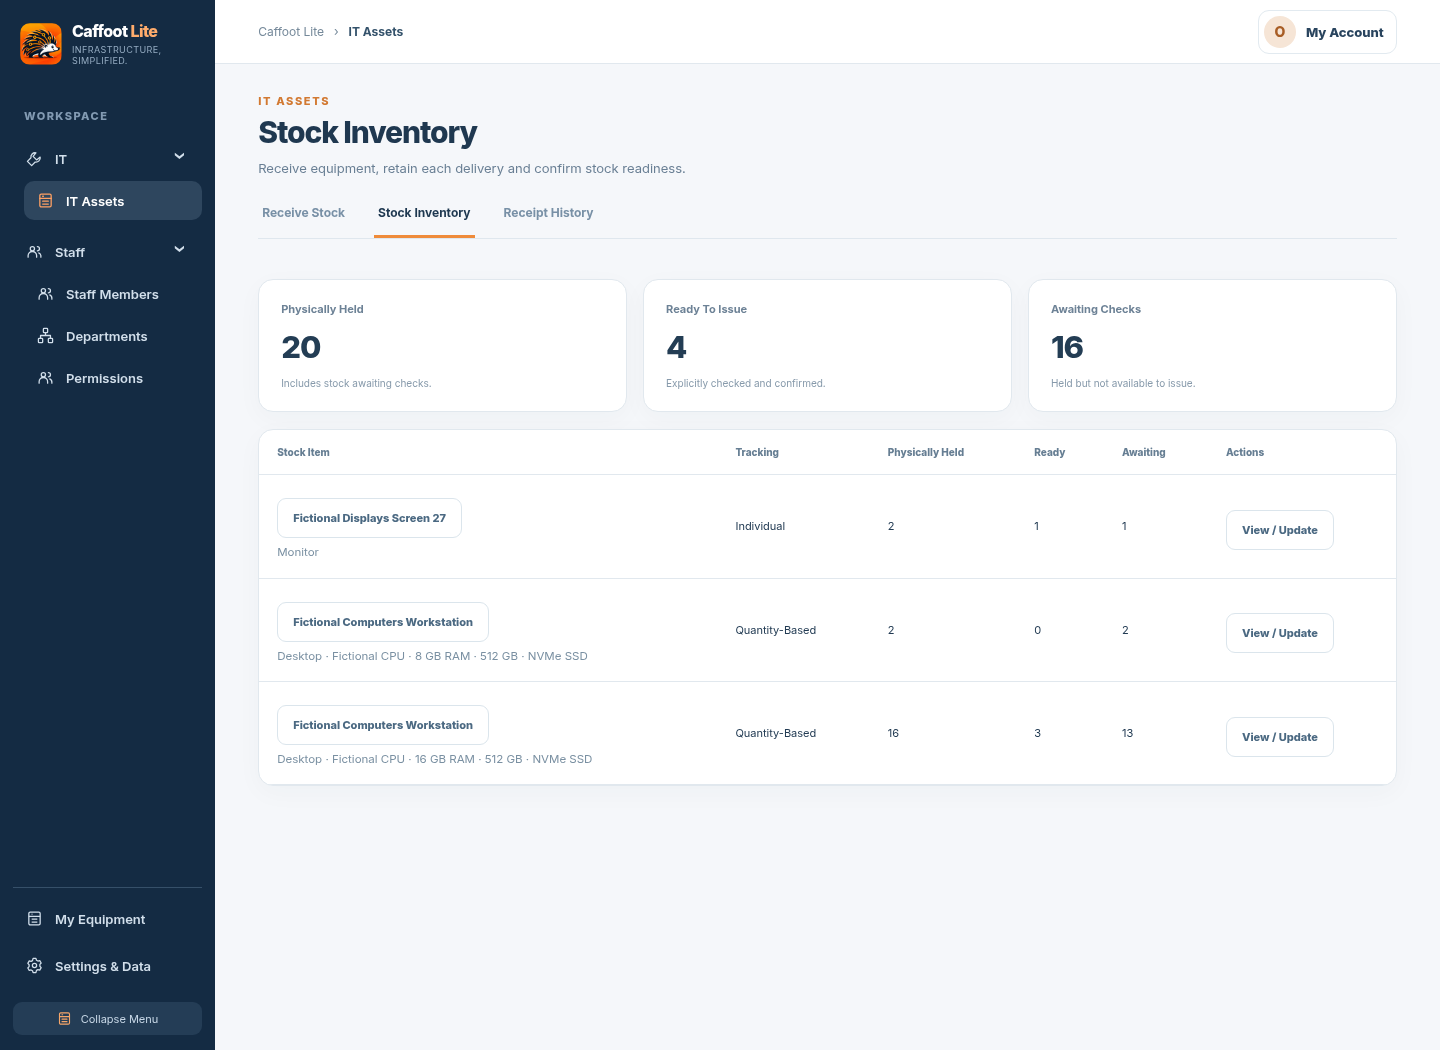 Caffoot Lite
INFRASTRUCTURE,
SIMPLIFIED.
WORKSPACE
IT
IT Assets
Staff
Staff Members
Departments
Permissions
My Equipment
Settings & Data
Collapse Menu
Caffoot Lite › IT Assets
O My Account
IT ASSETS
Stock Inventory
Receive equipment, retain each delivery and confirm stock readiness.
Receive Stock Stock Inventory Receipt History
Physically Held
20
Includes stock awaiting checks.
Ready To Issue
4
Explicitly checked and confirmed.
Awaiting Checks
16
Held but not available to issue.
Stock Item Tracking Physically Held Ready Awaiting Actions
Fictional Displays Screen 27
Monitor
Individual 2 1 1 View / Update
Fictional Computers Workstation
Desktop · Fictional CPU · 8 GB RAM · 512 GB · NVMe SSD
Quantity-Based 2 0 2 View / Update
Fictional Computers Workstation
Desktop · Fictional CPU · 16 GB RAM · 512 GB · NVMe SSD
Quantity-Based 16 3 13 View / Update